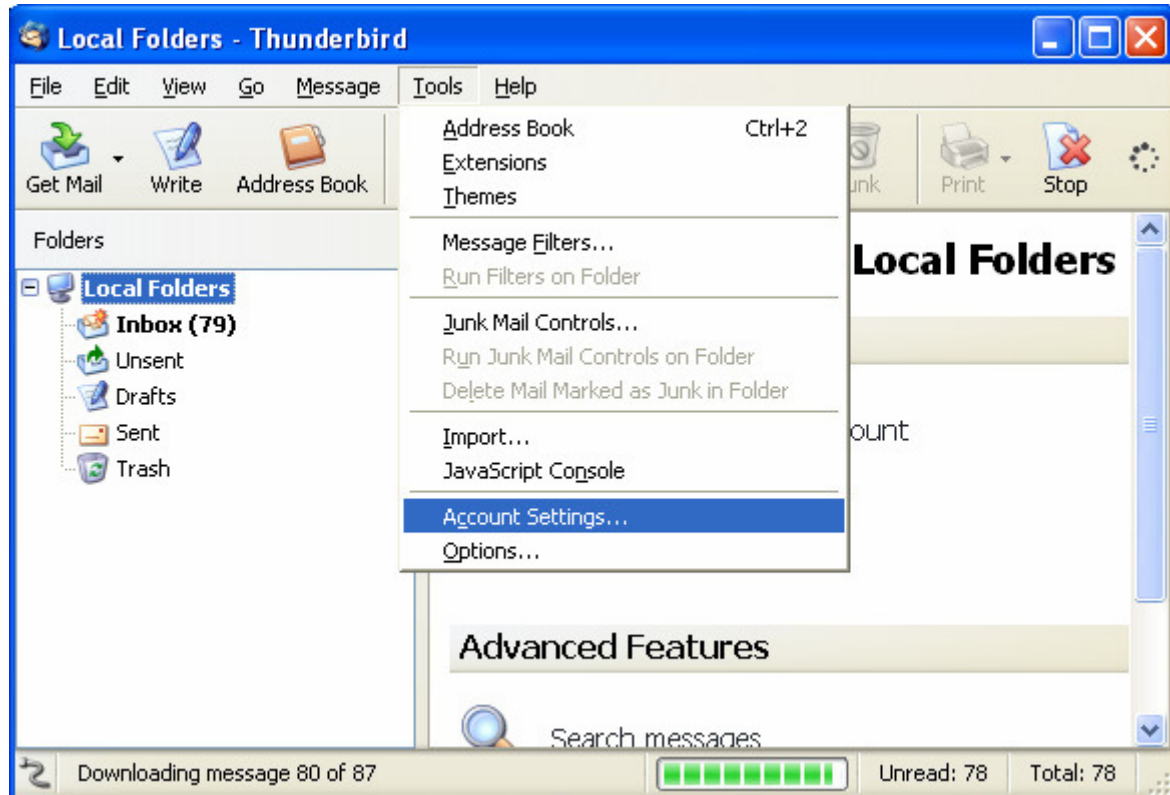 Local Folders - Thunderbird
File Edit View Go Message Tools Help
Get Mail Write Address Book Print Stop
Address Book Ctrl+2
Extensions
Themes
Message Filters...
Run Filters on Folder
Junk Mail Controls...
Run Junk Mail Controls on Folder
Delete Mail Marked as Junk in Folder
Import...
JavaScript Console
Account Settings...
Options...
Folders
Local Folders
Inbox (79)
Unsent
Drafts
Sent
Trash
Local Folders
Advanced Features
Search messages
Downloading message 80 of 87 Unread: 78 Total: 78